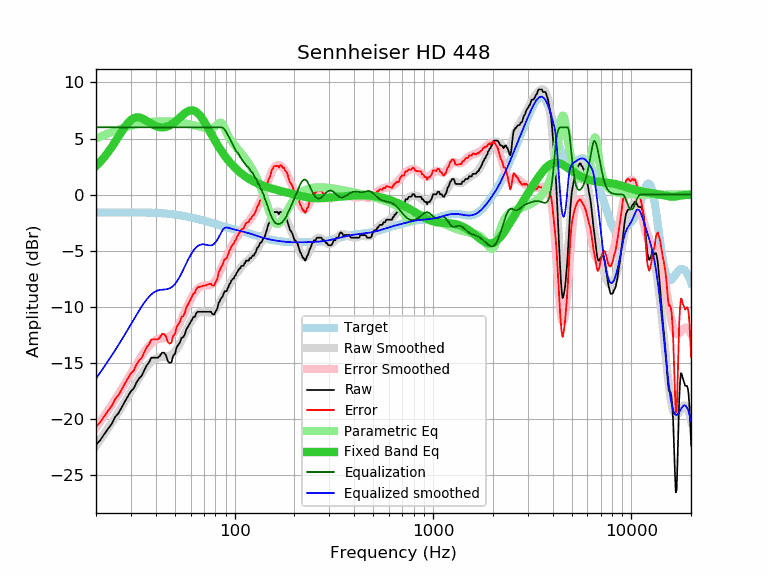 Sennheiser HD 448
10
5
0
−5
−10
−15
−20
−25
Amplitude (dBr)
Target
Raw Smoothed
Error Smoothed
Raw
Error
Parametric Eq
Fixed Band Eq
Equalization
Equalized smoothed
100 1000 10000
Frequency (Hz)